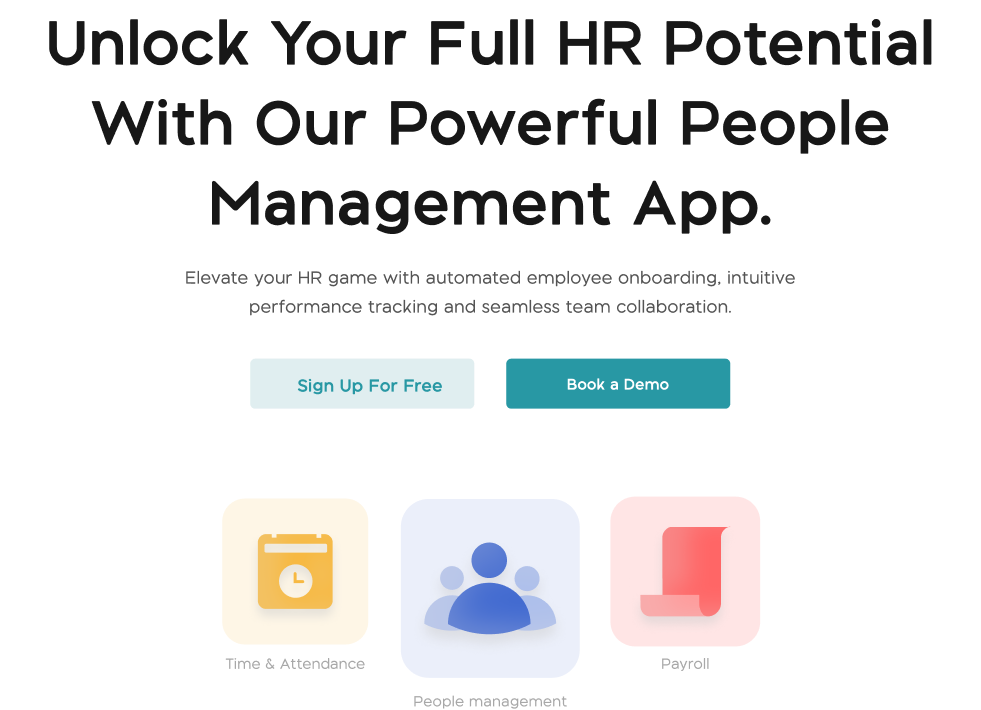 Unlock Your Full HR Potential
With Our Powerful People
Management App.
Elevate your HR game with automated employee onboarding, intuitive
performance tracking and seamless team collaboration.
Sign Up For Free
Book a Demo
Time & Attendance
People management
Payroll